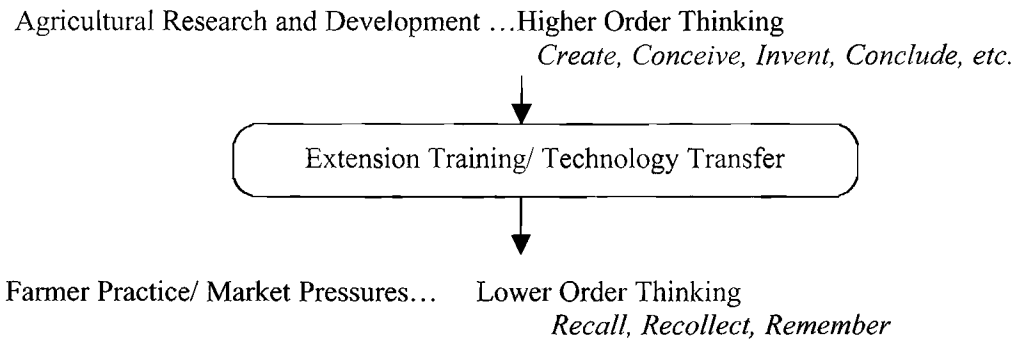 Agricultural Research and Development ...Higher Order Thinking
Create, Conceive, Invent, Conclude, etc.
Extension Training/ Technology Transfer
Farmer Practice/ Market Pressures... Lower Order Thinking
Recall, Recollect, Remember